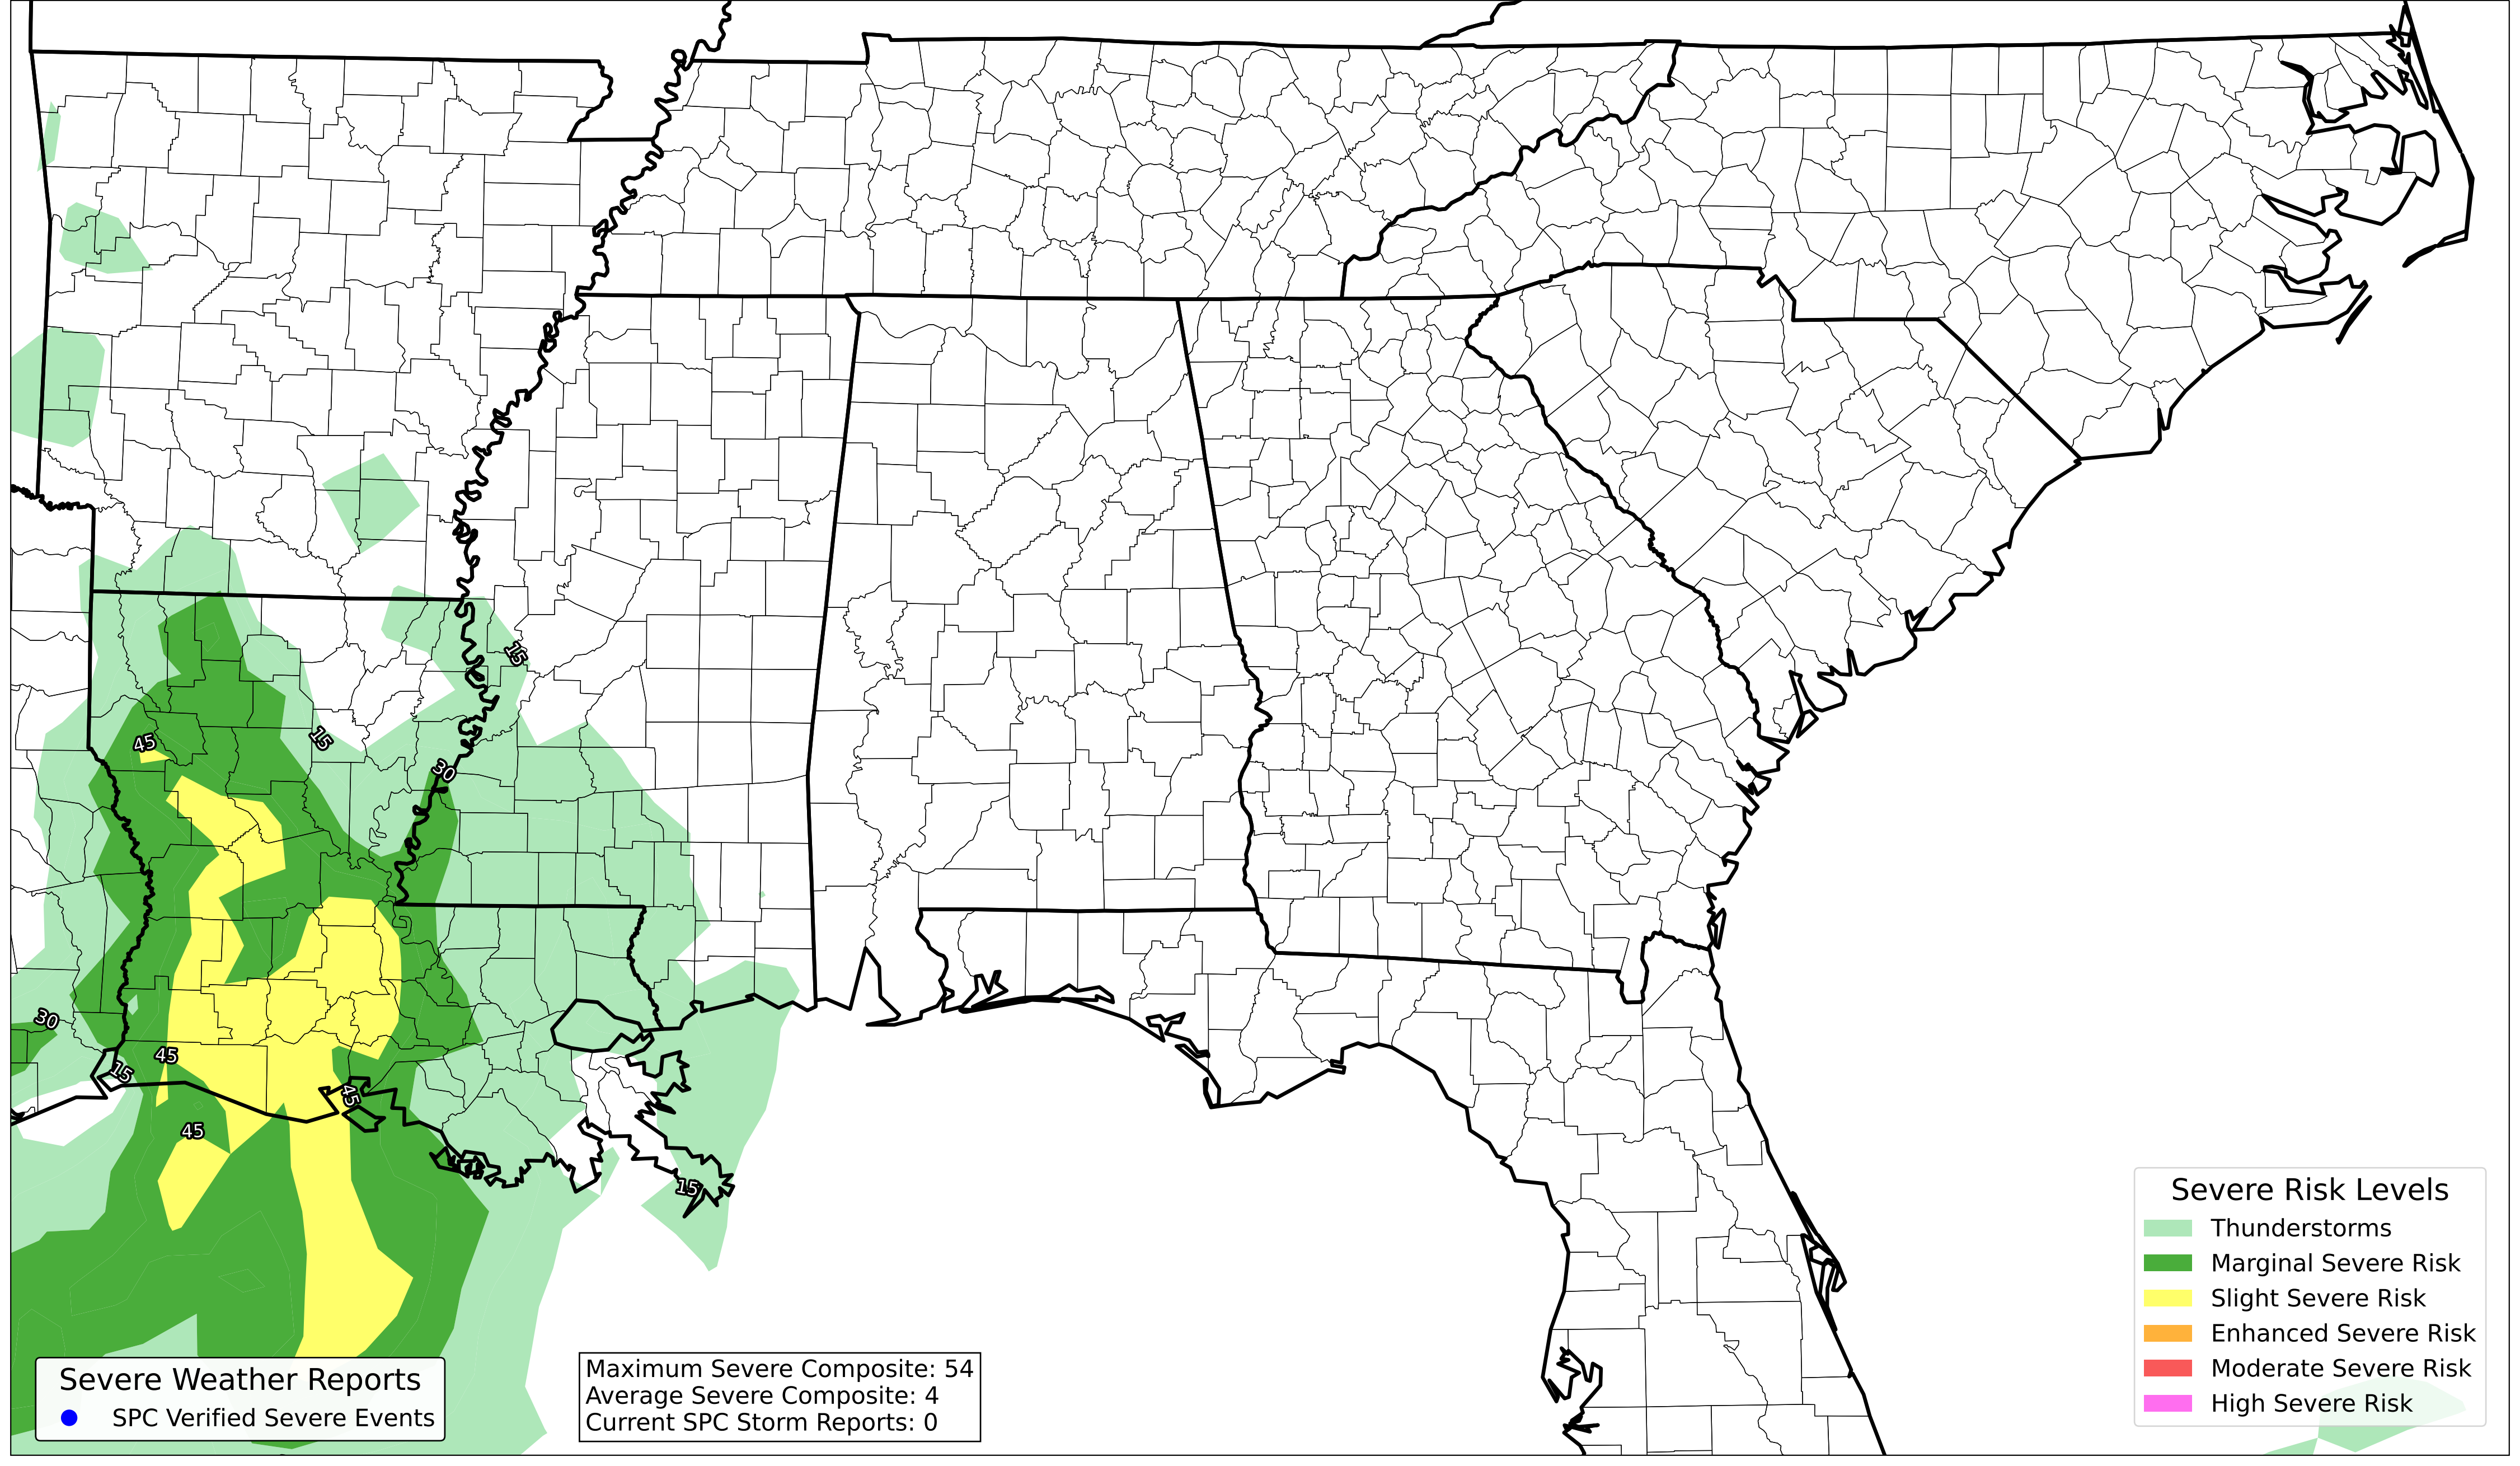 15
15
45
30
30
45
15
45
45
15
Severe Risk Levels
Thunderstorms
Marginal Severe Risk
Slight Severe Risk
Enhanced Severe Risk
Moderate Severe Risk
High Severe Risk
Severe Weather Reports
SPC Verified Severe Events
Maximum Severe Composite: 54
Average Severe Composite: 4
Current SPC Storm Reports: 0